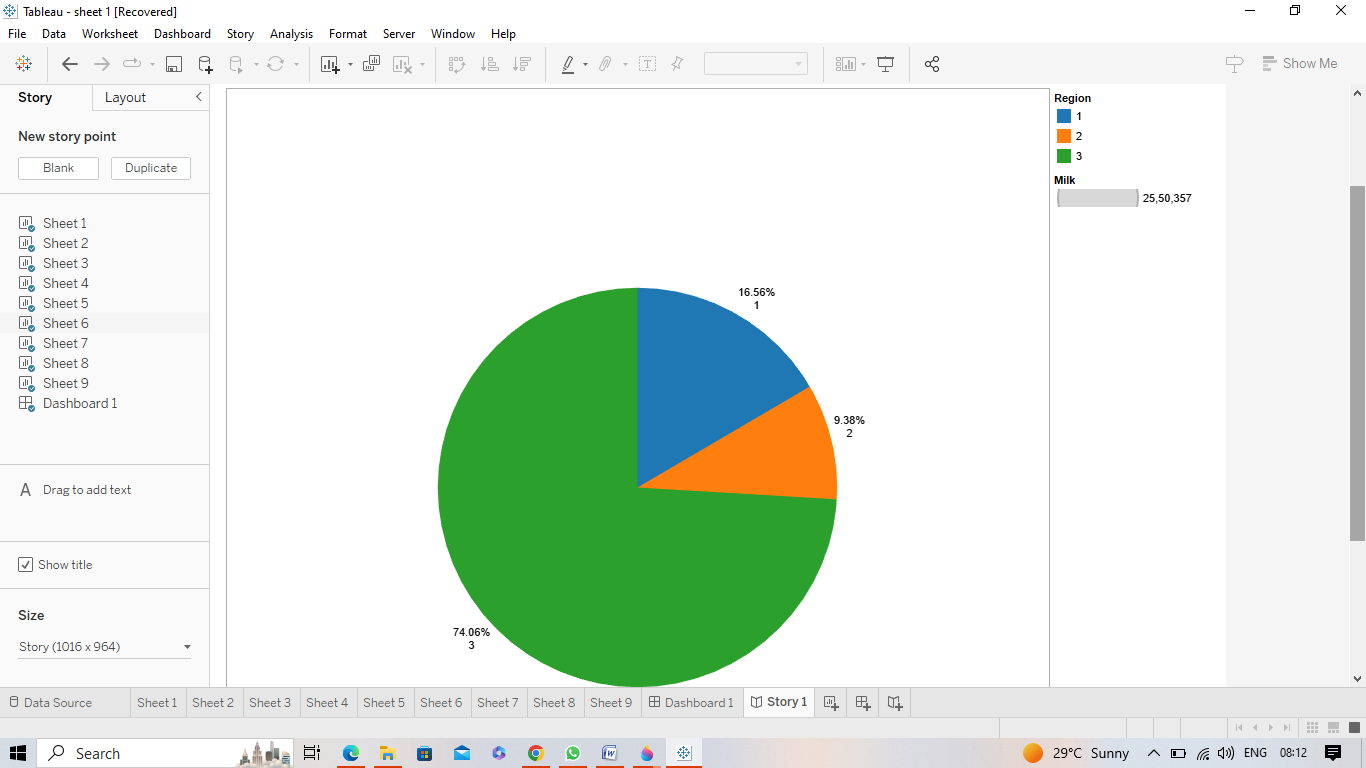 Tableau - sheet 1 [Recovered]
File Data Worksheet Dashboard Story Analysis Format Server Window Help
Show Me
Story Layout
New story point
Blank Duplicate
Sheet 1
Sheet 2
Sheet 3
Sheet 4
Sheet 5
Sheet 6
Sheet 7
Sheet 8
Sheet 9
Dashboard 1
A Drag to add text
Show title
Size
Story (1016 x 964)
16.56%
1
9.38%
2
74.06%
3
Region
1
2
3
Milk
25,50,357
Data Source Sheet 1 Sheet 2 Sheet 3 Sheet 4 Sheet 5 Sheet 6 Sheet 7 Sheet 8 Sheet 9 Dashboard 1 Story 1
Search 29°C Sunny ENG 08:12